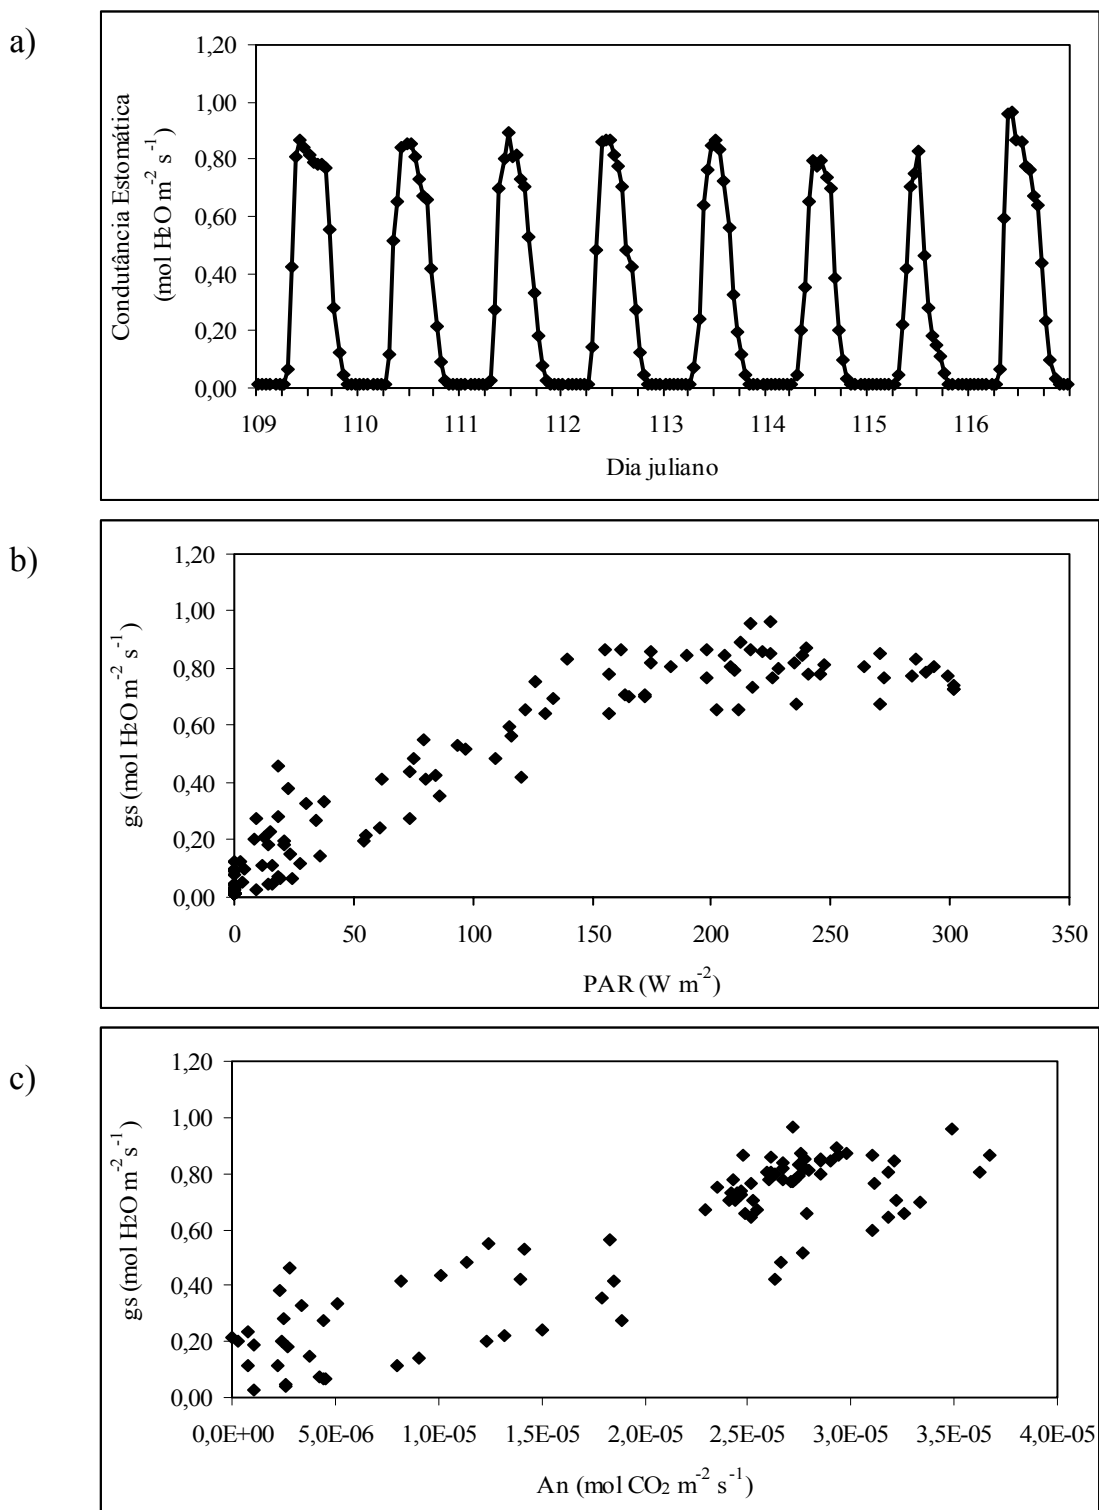 a)
1,20
1,00
0,80
0,60
0,40
0,20
0,00
Condutância Estomática
(mol H2O m-2 s-1)
109 110 111 112 113 114 115 116
Dia juliano
b)
1,20
1,00
0,80
0,60
0,40
0,20
0,00
gs (mol H2O m-2 s-1)
0 50 100 150 200 250 300 350
PAR (W m-2)
c)
1,20
1,00
0,80
0,60
0,40
0,20
0,00
gs (mol H2O m-2 s-1)
0,0E+00 5,0E-06 1,0E-05 1,5E-05 2,0E-05 2,5E-05 3,0E-05 3,5E-05 4,0E-05
An (mol CO2 m-2 s-1)